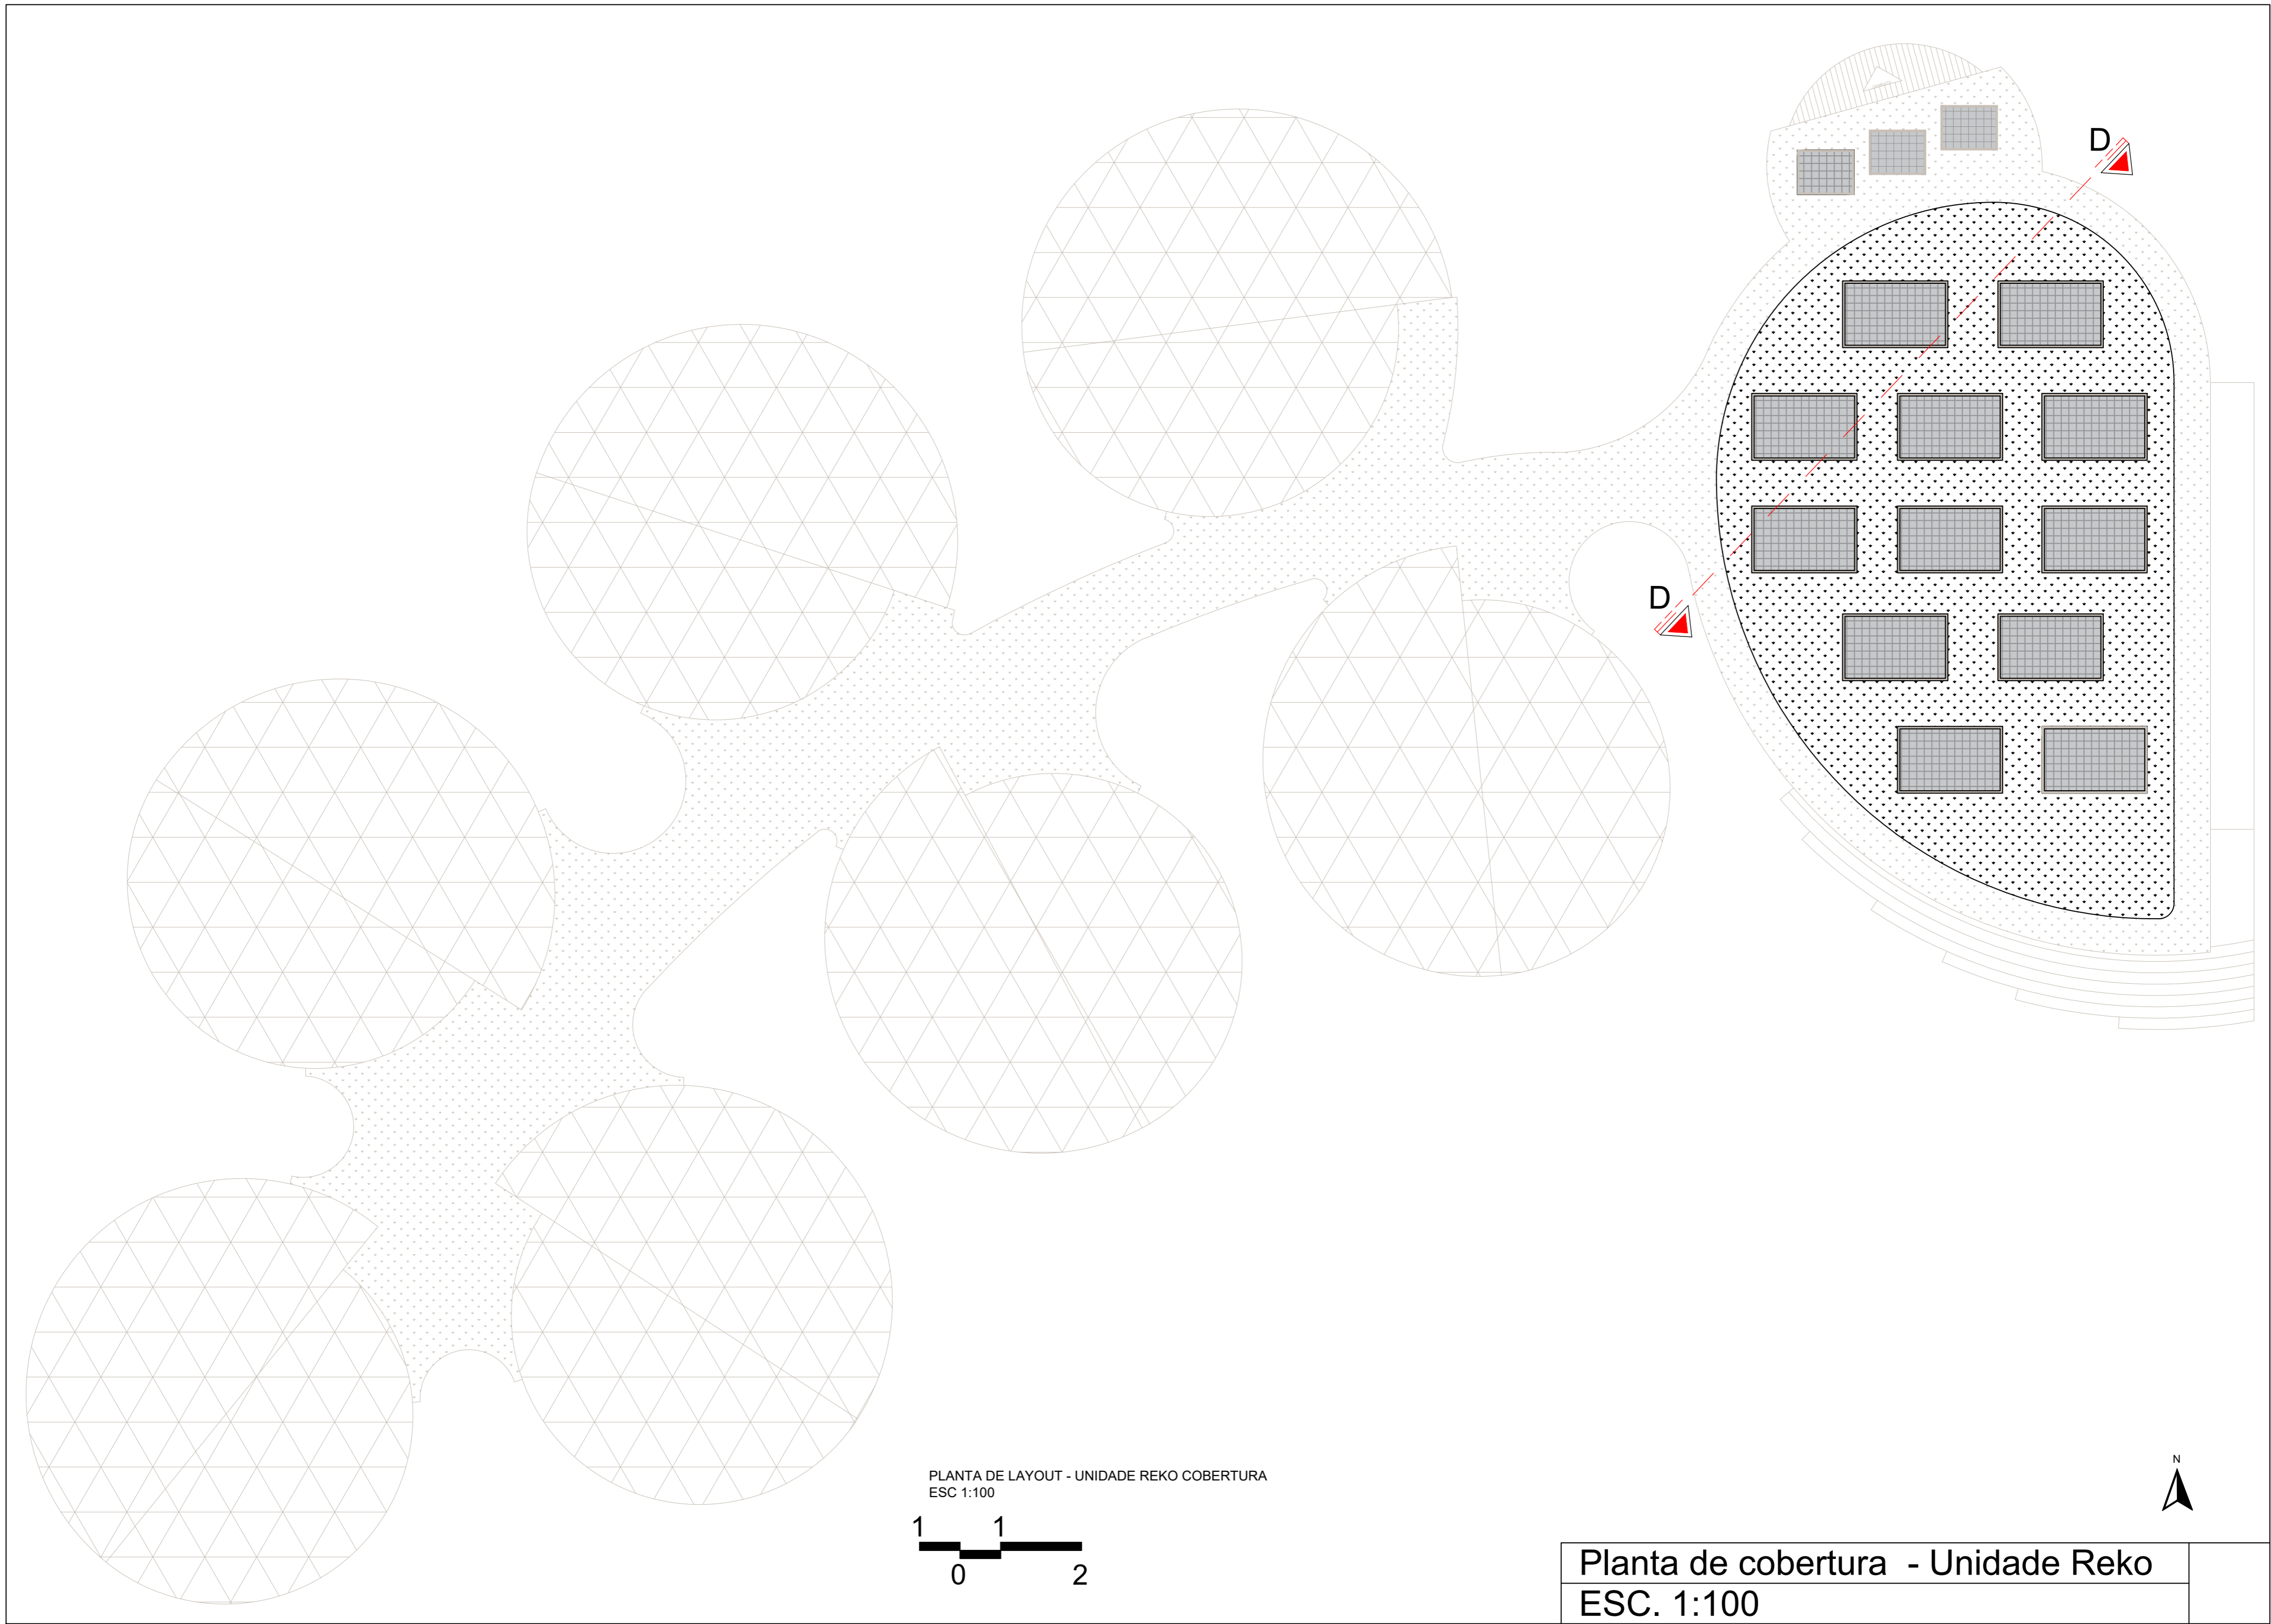 D
D
PLANTA DE LAYOUT - UNIDADE REKO COBERTURA
ESC 1:100
1 1
0 2
N
Planta de cobertura - Unidade Reko
ESC. 1:100